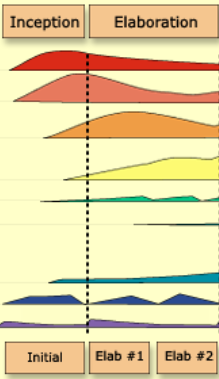 Inception
Elaboration
Initial
Elab #1
Elab #2